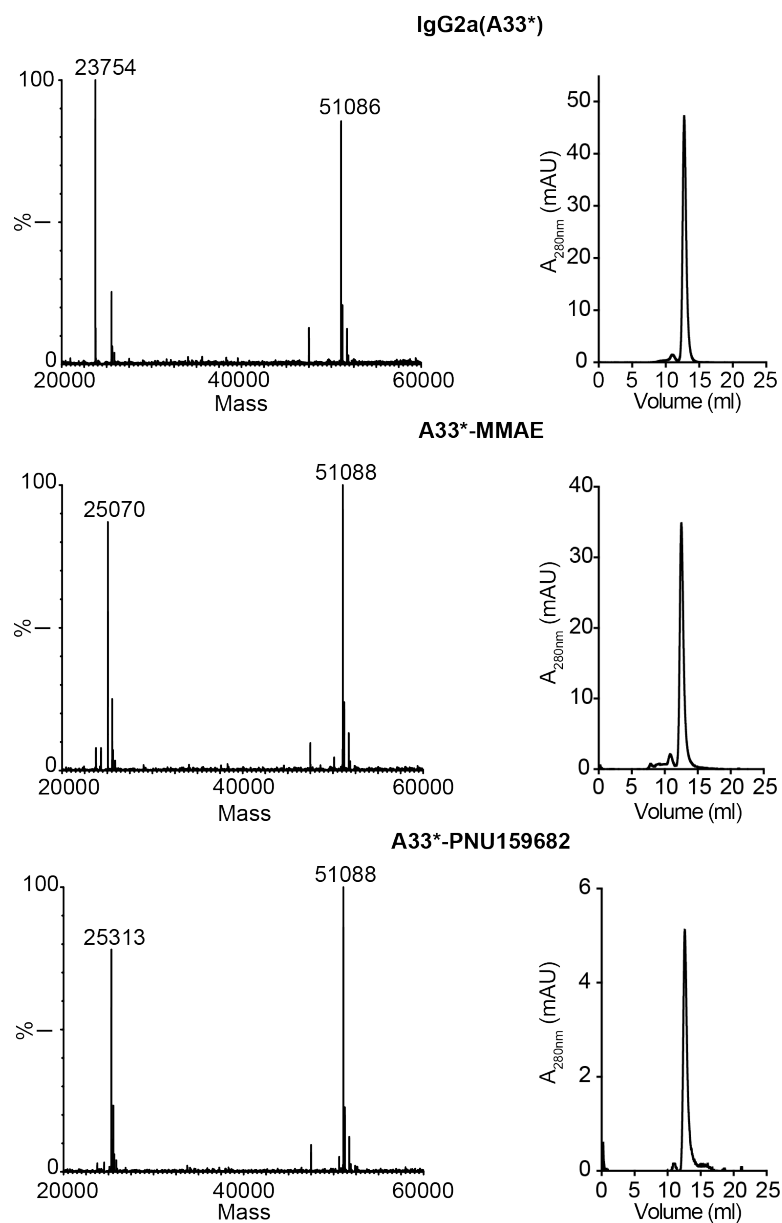 IgG2a(A33*)
23754
51086
100
%
0
20000 40000 60000
Mass
50
40
30
20
10
0
A280nm (mAU)
0 5 10 15 20 25
Volume (ml)
A33*-MMAE
25070
51088
100
%
0
20000 40000 60000
Mass
40
30
20
10
0
A280nm (mAU)
0 5 10 15 20 25
Volume (ml)
A33*-PNU159682
25313
51088
100
%
0
20000 40000 60000
Mass
6
4
2
0
A280nm (mAU)
0 5 10 15 20 25
Volume (ml)